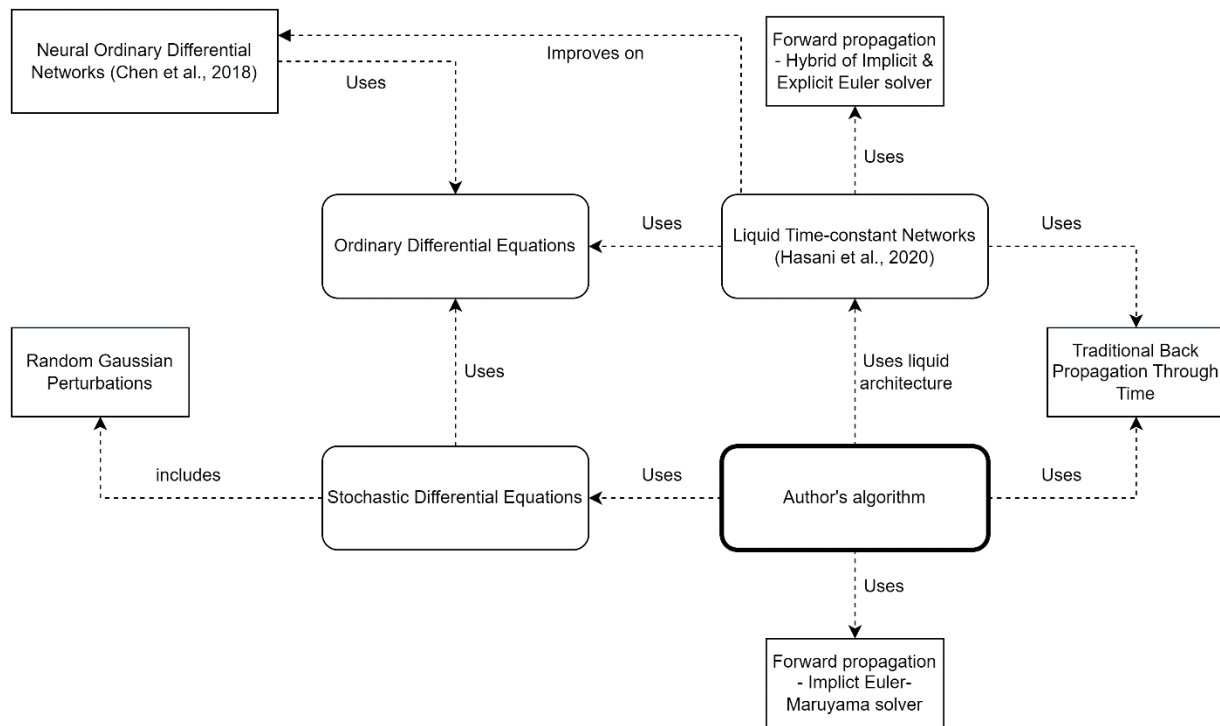 Neural Ordinary Differential
Networks (Chen et al., 2018)
Improves on
Forward propagation
- Hybrid of Implicit &
Explicit Euler solver
Uses
Uses
Ordinary Differential Equations
Uses
Liquid Time-constant Networks
(Hasani et al., 2020)
Uses
Random Gaussian
Perturbations
Uses
Uses liquid
architecture
Traditional Back
Propagation Through
Time
includes
Stochastic Differential Equations
Uses
Author's algorithm
Uses
Uses
Forward propagation
- Implict Euler-
Maruyama solver